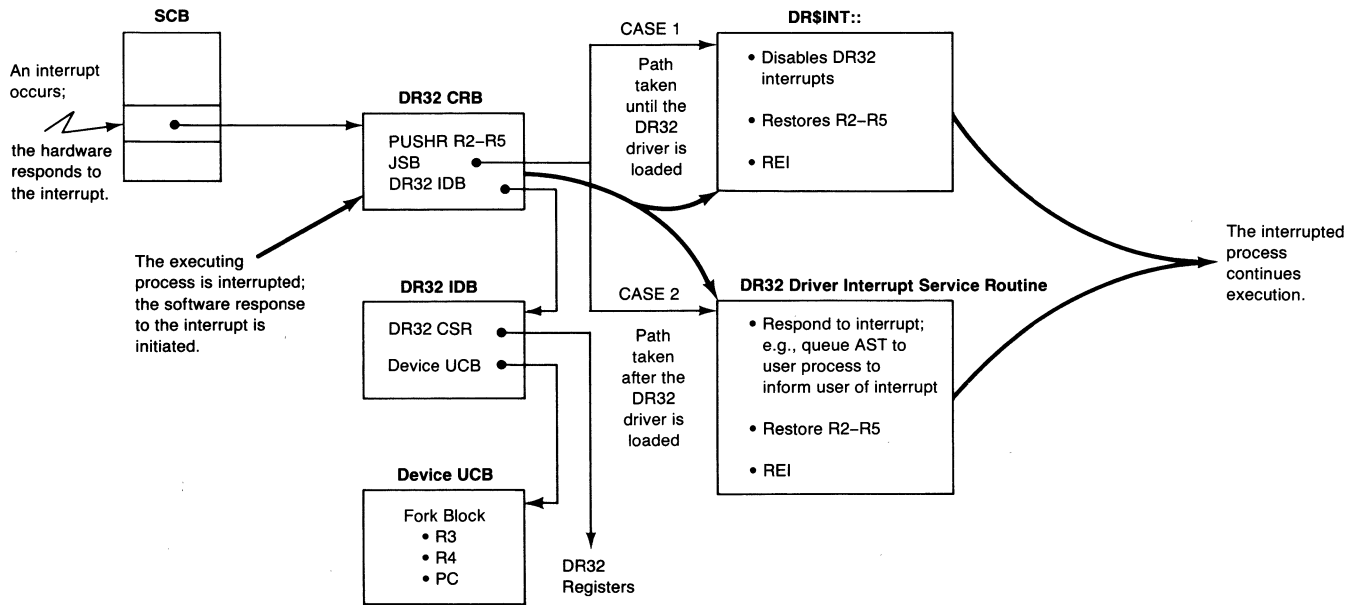 SCB
An interrupt
occurs;
the hardware
responds to
the interrupt.
DR32 CRB
PUSHR R2–R5
JSB
DR32 IDB
The executing
process is interrupted;
the software response
to the interrupt is
initiated.
DR32 IDB
DR32 CSR
Device UCB
Device UCB
Fork Block
• R3
• R4
• PC
DR32
Registers
CASE 1
Path
taken
until the
DR32
driver is
loaded
CASE 2
Path
taken
after the
DR32
driver is
loaded
DR$INT::
• Disables DR32
interrupts
• Restores R2–R5
• REI
DR32 Driver Interrupt Service Routine
• Respond to interrupt;
e.g., queue AST to
user process to
inform user of interrupt
• Restore R2–R5
• REI
The interrupted
process
continues
execution.